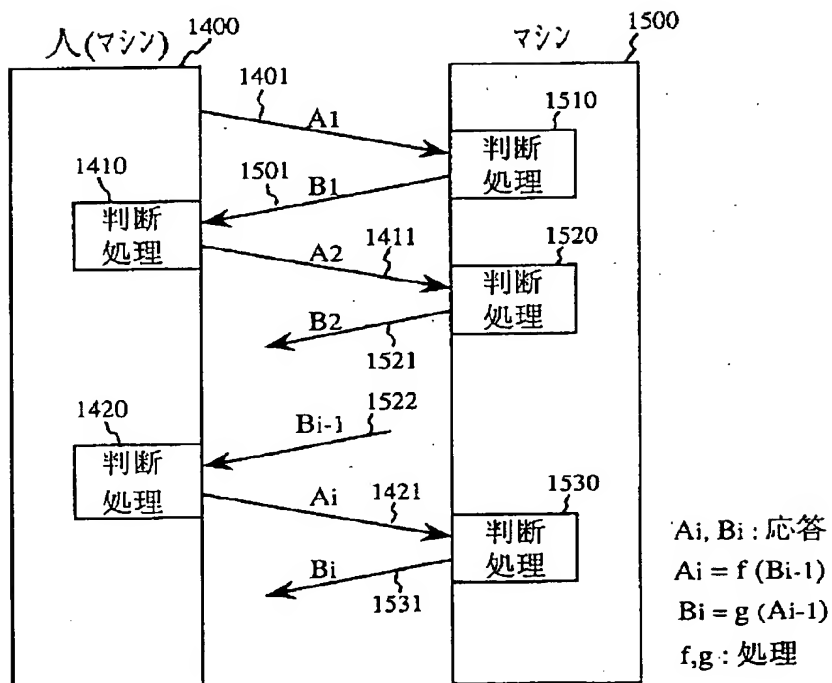 人(マシン)
1400
マシン
1500
1401
A1
1510
判断
処理
1410
1501
B1
判断
処理
A2
1411
1520
判断
処理
B2
1521
1420
Bi-1
1522
判断
処理
Ai
1421
1530
判断
処理
Bi
1531
Ai, Bi : 応答
Ai = f (Bi-1)
Bi = g (Ai-1)
f,g : 処理